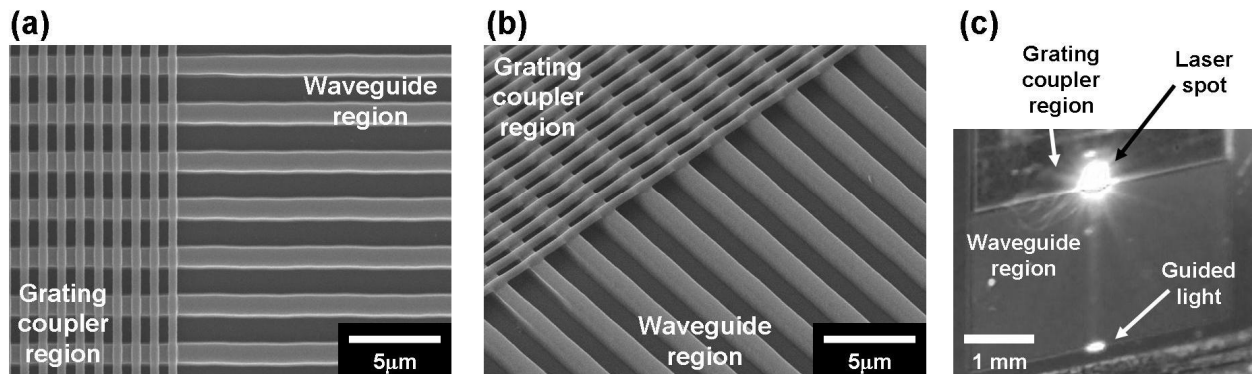 (a)
Waveguide
region
Grating
coupler
region
5μm
(b)
Grating
coupler
region
Waveguide
region
5μm
(c)
Grating
coupler
region
Laser
spot
Waveguide
region
Guided
light
1 mm